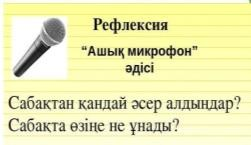 Рефлексия
“Ашық микрофон”
әдісі
Сабақтан қандай әсер алдыңдар?
Сабақта өзіңе не ұнады?